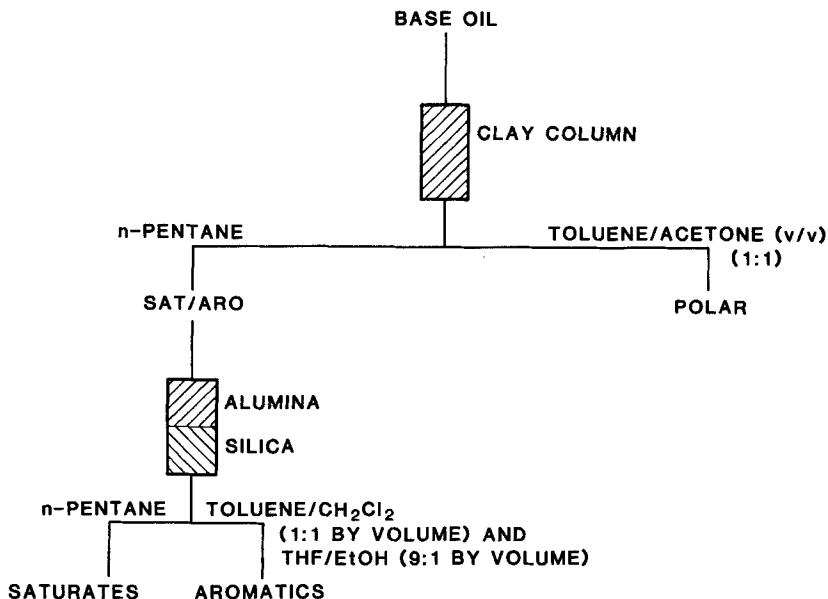 BASE OIL
CLAY COLUMN
n-PENTANE
TOLUENE/ACETONE (v/v)
(1:1)
SAT/ARO
POLAR
ALUMINA
SILICA
n-PENTANE
TOLUENE/CH₂Cl₂
(1:1 BY VOLUME) AND
THF/EtOH (9:1 BY VOLUME)
SATURATES
AROMATICS